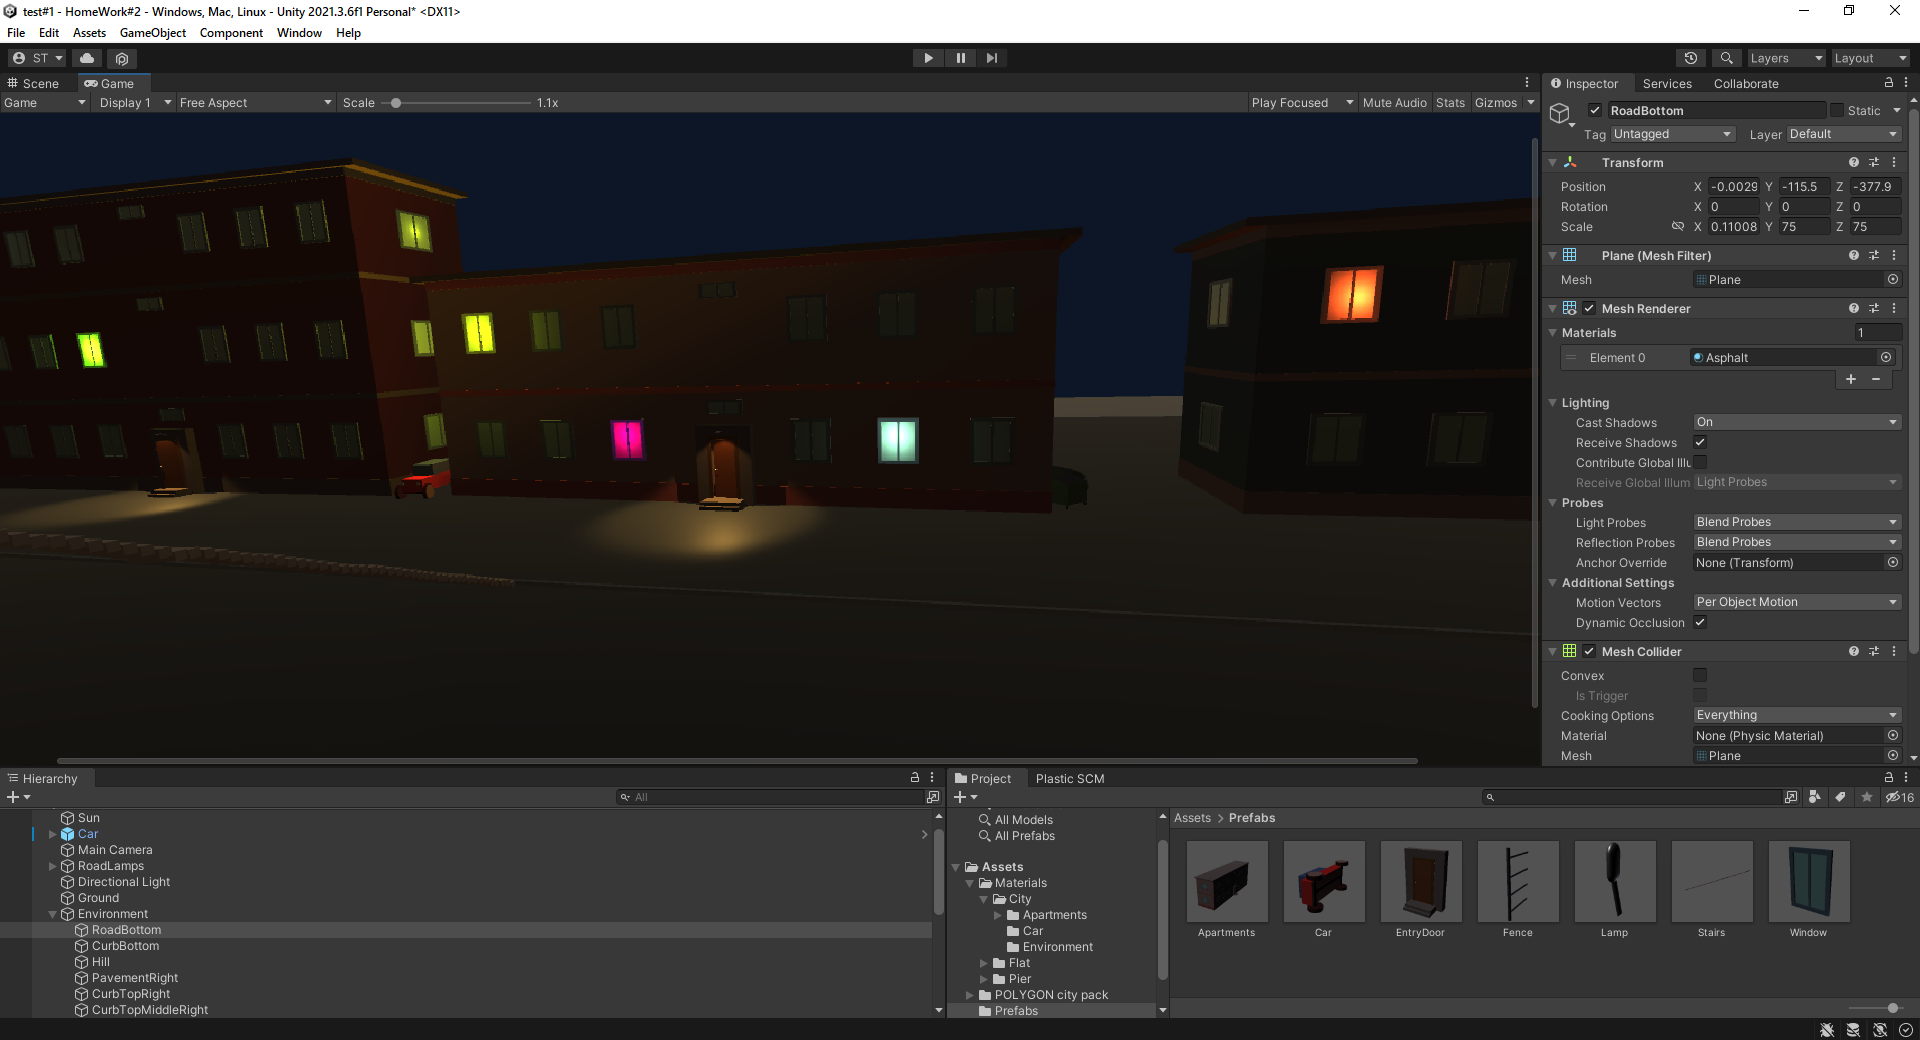 test#1 - HomeWork#2 - Windows, Mac, Linux - Unity 2021.3.6f1 Personal* <DX11>
File Edit Assets GameObject Component Window Help
ST Layers Layout
Scene Game
Game Display 1 Free Aspect Scale 1.1x Play Focused Mute Audio Stats Gizmos
Inspector Services Collaborate
RoadBottom Static
Tag Untagged Layer Default
Transform
Position X -0.0029 Y -115.5 Z -377.9
Rotation X 0 Y 0 Z 0
Scale X 0.11008 Y 75 Z 75
Plane (Mesh Filter)
Mesh Plane
Mesh Renderer
Materials 1
Element 0 Asphalt
Lighting
Cast Shadows On
Receive Shadows
Contribute Global Illu
Receive Global Illum Light Probes
Probes
Light Probes Blend Probes
Reflection Probes Blend Probes
Anchor Override None (Transform)
Additional Settings
Motion Vectors Per Object Motion
Dynamic Occlusion
Mesh Collider
Convex
Is Trigger
Cooking Options Everything
Material None (Physic Material)
Mesh Plane
Hierarchy
All
Sun
Car
Main Camera
RoadLamps
Directional Light
Ground
Environment
RoadBottom
CurbBottom
Hill
PavementRight
CurbTopRight
CurbTopMiddleRight
Project Plastic SCM
16
All Models
All Prefabs
Assets
Materials
City
Apartments
Car
Environment
Flat
Pier
POLYGON city pack
Prefabs
Assets > Prefabs
Apartments Car EntryDoor Fence Lamp Stairs Window